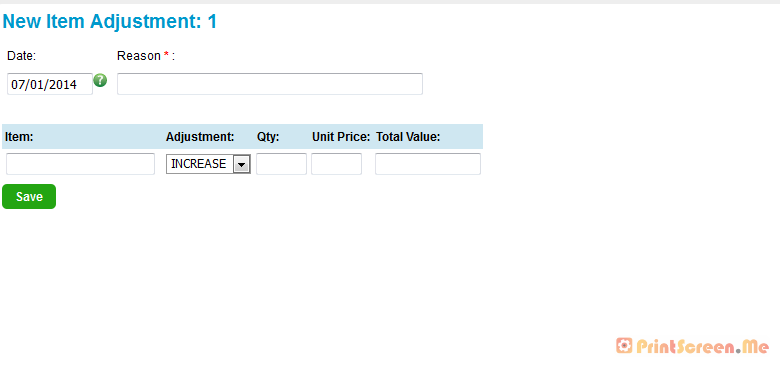 New Item Adjustment: 1
Date: Reason * :
07/01/2014 ?
Item: Adjustment: Qty: Unit Price: Total Value:
INCREASE
Save
PrintScreen.Me